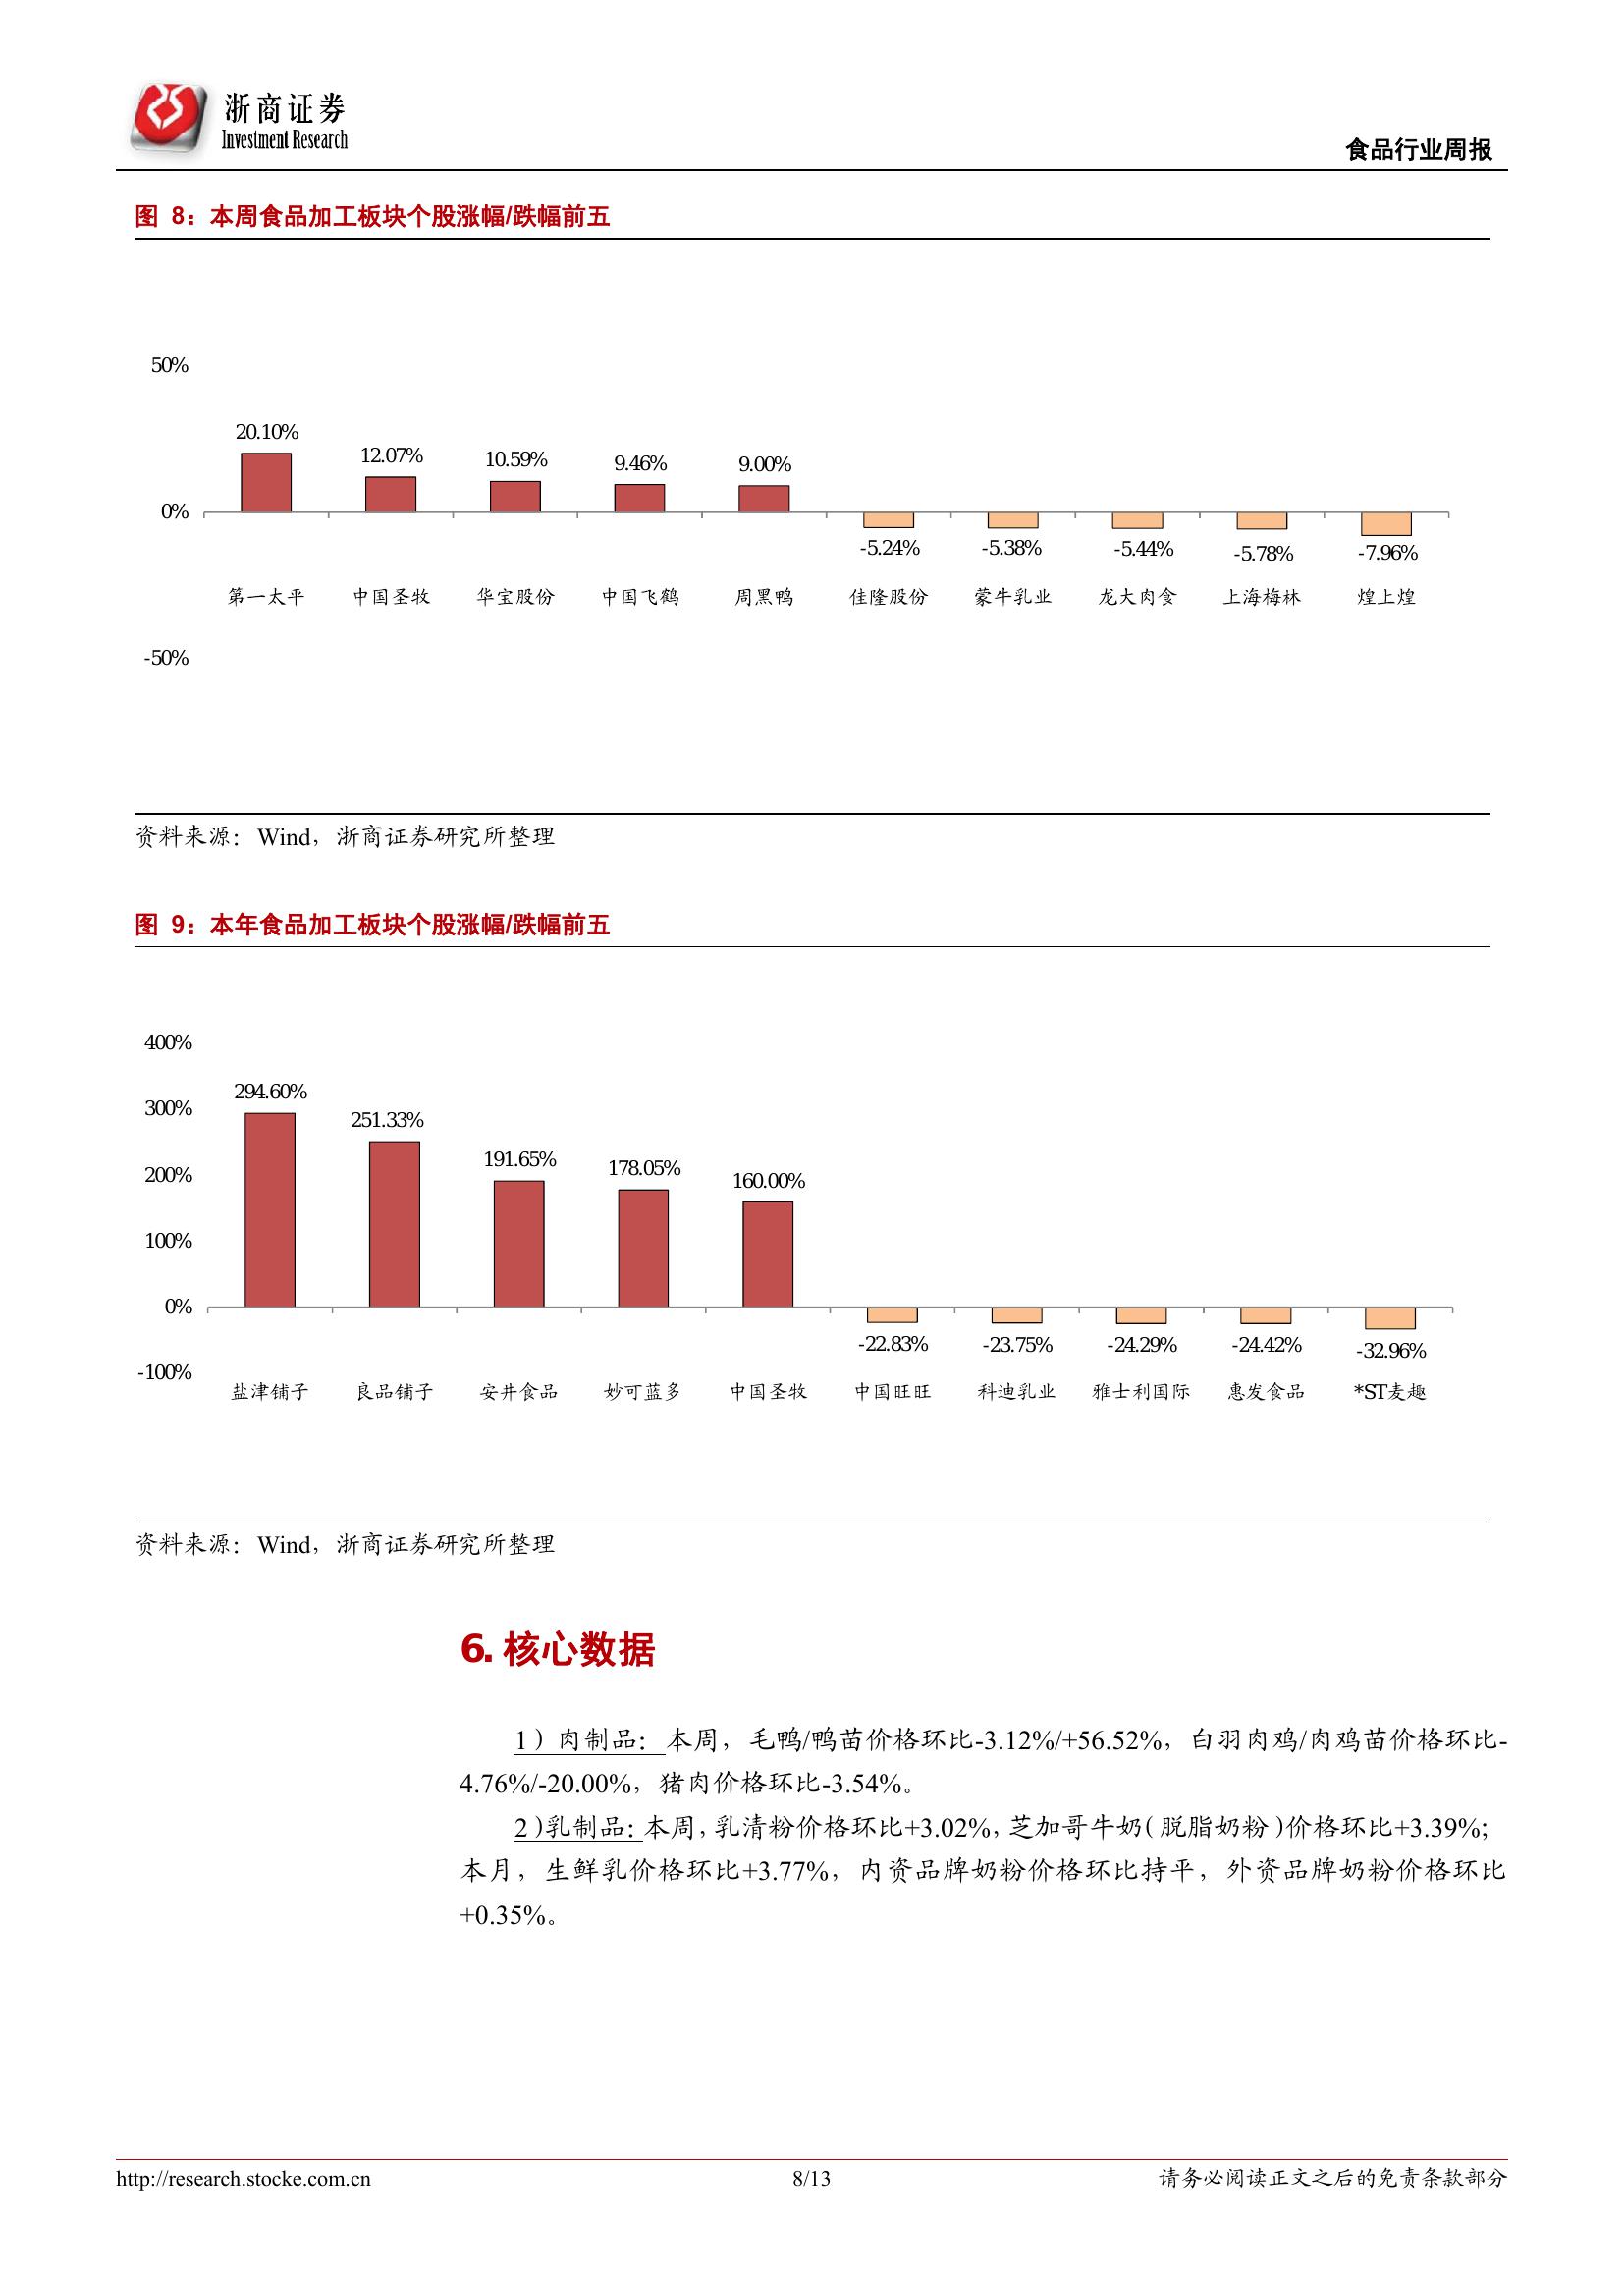 浙商证券
Investment Research
食品行业周报
图 8：本周食品加工板块个股涨幅/跌幅前五
50%
20.10%
12.07%
10.59%
9.46%
9.00%
0%
-5.24%
-5.38%
-5.44%
-5.78%
-7.96%
第一太平
中国圣牧
华宝股份
中国飞鹤
周黑鸭
佳隆股份
蒙牛乳业
龙大肉食
上海梅林
煌上煌
-50%
资料来源：Wind，浙商证券研究所整理
图 9：本年食品加工板块个股涨幅/跌幅前五
400%
294.60%
300%
251.33%
191.65%
178.05%
200%
160.00%
100%
0%
-22.83%
-23.75%
-24.29%
-24.42%
-32.96%
-100%
盐津铺子
良品铺子
安井食品
妙可蓝多
中国圣牧
中国旺旺
科迪乳业
雅士利国际
惠发食品
*ST麦趣
资料来源：Wind，浙商证券研究所整理
6. 核心数据
1）肉制品：本周，毛鸭/鸭苗价格环比-3.12%/+56.52%，白羽肉鸡/肉鸡苗价格环比-
4.76%/-20.00%，猪肉价格环比-3.54%。
2）乳制品：本周，乳清粉价格环比+3.02%，芝加哥牛奶（脱脂奶粉）价格环比+3.39%；
本月，生鲜乳价格环比+3.77%，内资品牌奶粉价格环比持平，外资品牌奶粉价格环比
+0.35%。
http://research.stocke.com.cn
8/13
请务必阅读正文之后的免责条款部分